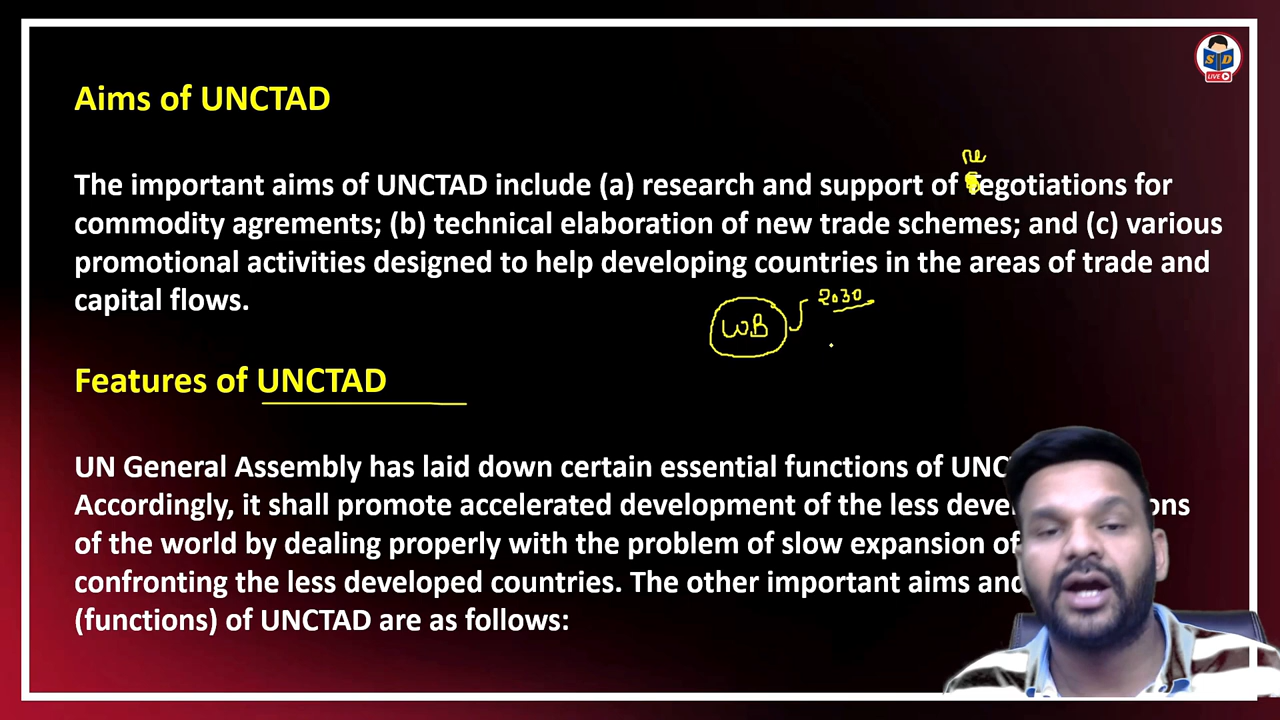 S D
LIVE
Aims of UNCTAD
ne
The important aims of UNCTAD include (a) research and support of egotiations for
commodity agrements; (b) technical elaboration of new trade schemes; and (c) various
promotional activities designed to help developing countries in the areas of trade and
capital flows.
2030
W.B
Features of UNCTAD
UN General Assembly has laid down certain essential functions of UNC
Accordingly, it shall promote accelerated development of the less deve ons
of the world by dealing properly with the problem of slow expansion of
confronting the less developed countries. The other important aims and
(functions) of UNCTAD are as follows: